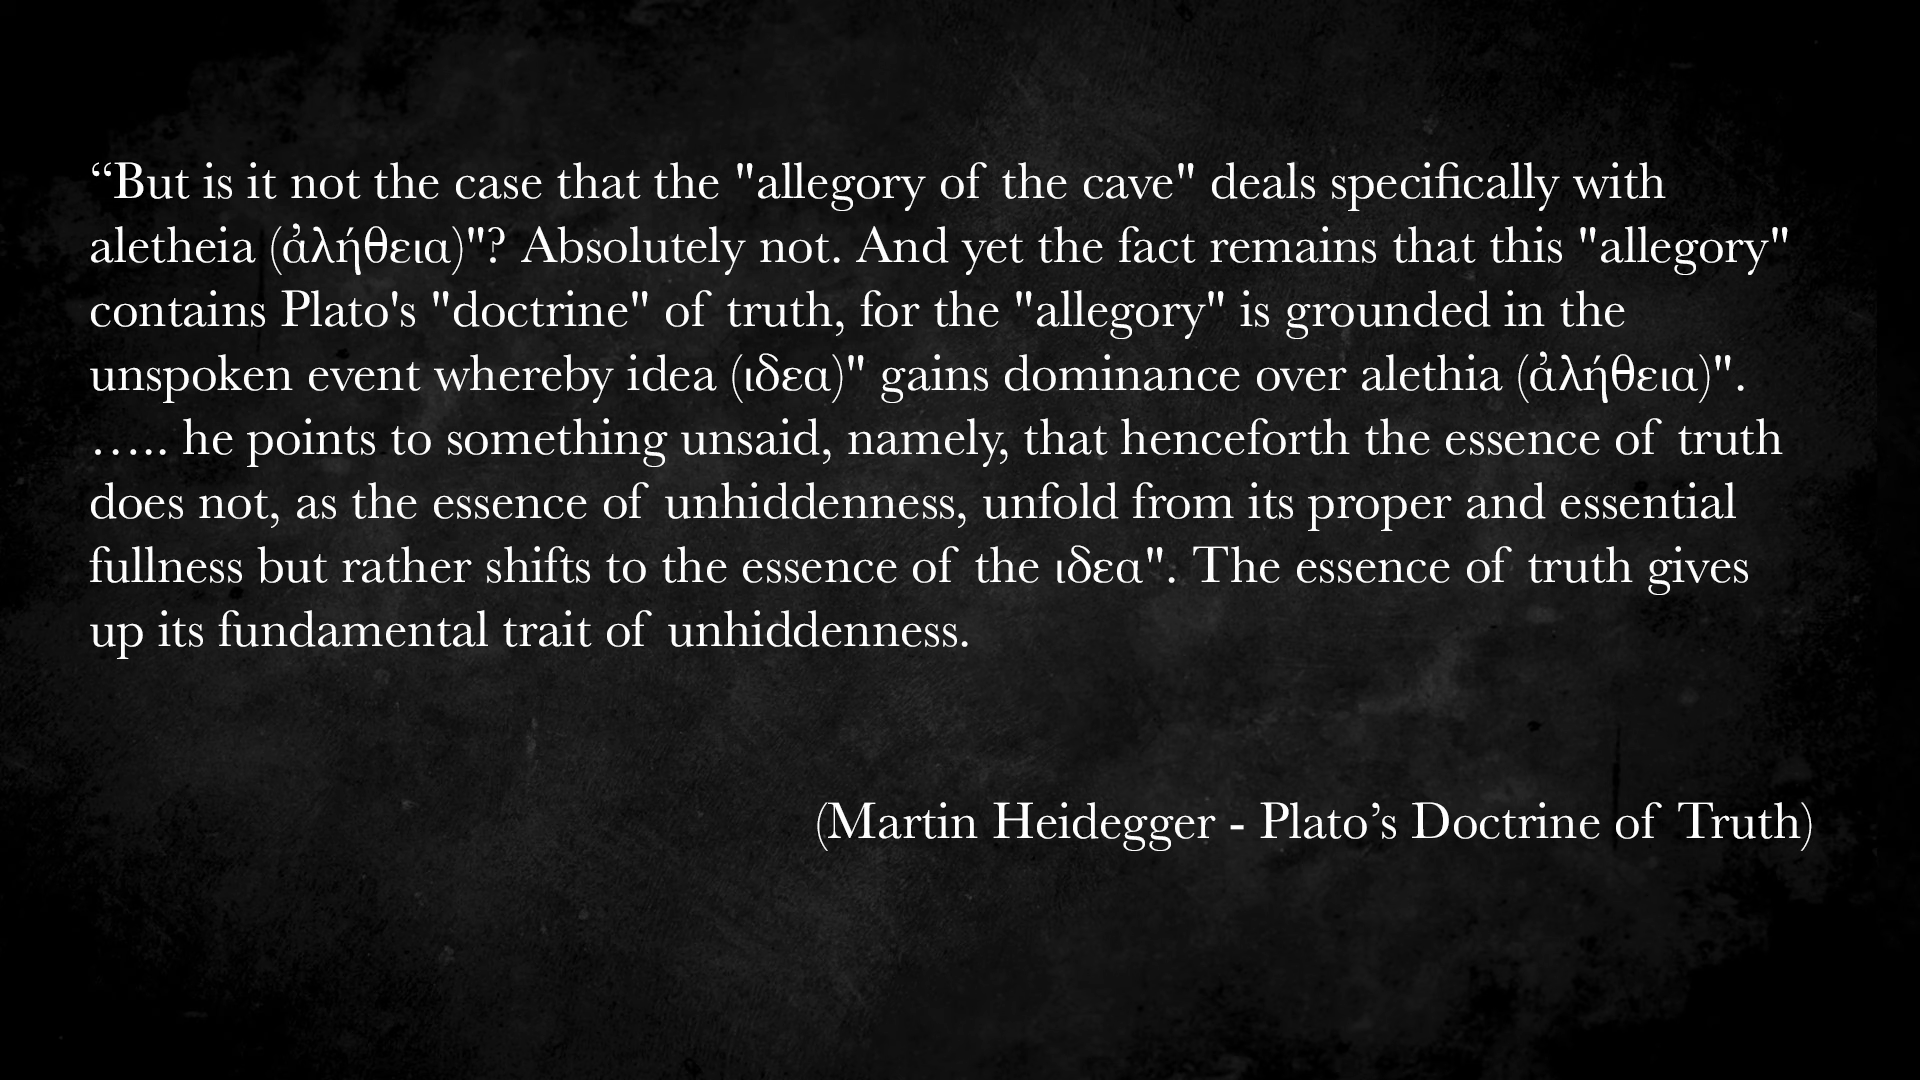 “But is it not the case that the "allegory of the cave" deals specifically with
aletheia (ἀλήθεια)"? Absolutely not. And yet the fact remains that this "allegory"
contains Plato's "doctrine" of truth, for the "allegory" is grounded in the
unspoken event whereby idea (ιδεα)" gains dominance over alethia (ἀλήθεια)".
….. he points to something unsaid, namely, that henceforth the essence of truth
does not, as the essence of unhiddenness, unfold from its proper and essential
fullness but rather shifts to the essence of the ιδεα". The essence of truth gives
up its fundamental trait of unhiddenness.
(Martin Heidegger - Plato’s Doctrine of Truth)